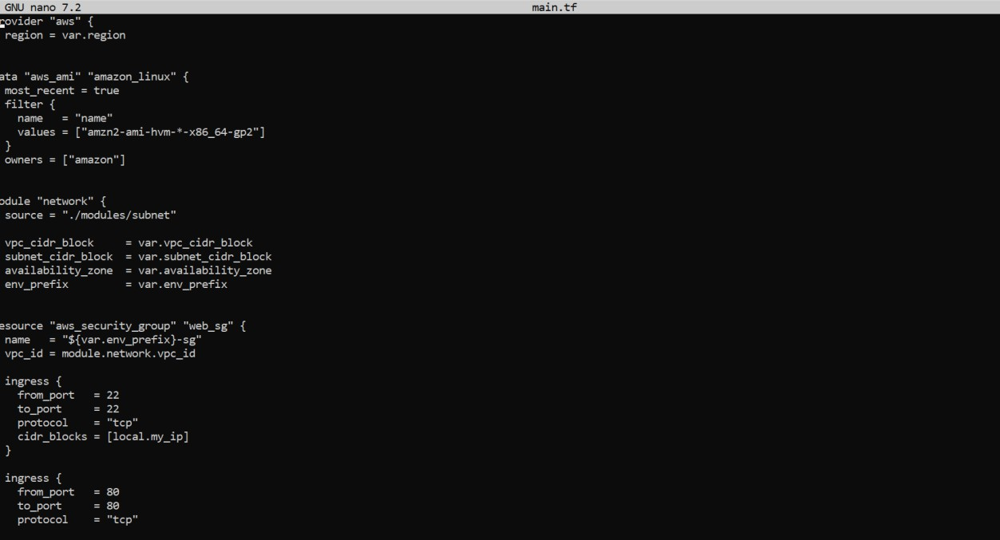 GNU nano 7.2 main.tf
rovider "aws" {
region = var.region
ata "aws_ami" "amazon_linux" {
most_recent = true
filter {
name   = "name"
values = ["amzn2-ami-hvm-*-x86_64-gp2"]
}
owners = ["amazon"]
odule "network" {
source = "./modules/subnet"
vpc_cidr_block     = var.vpc_cidr_block
subnet_cidr_block  = var.subnet_cidr_block
availability_zone  = var.availability_zone
env_prefix         = var.env_prefix
esource "aws_security_group" "web_sg" {
name   = "${var.env_prefix}-sg"
vpc_id = module.network.vpc_id
ingress {
from_port   = 22
to_port     = 22
protocol    = "tcp"
cidr_blocks = [local.my_ip]
}
ingress {
from_port   = 80
to_port     = 80
protocol    = "tcp"